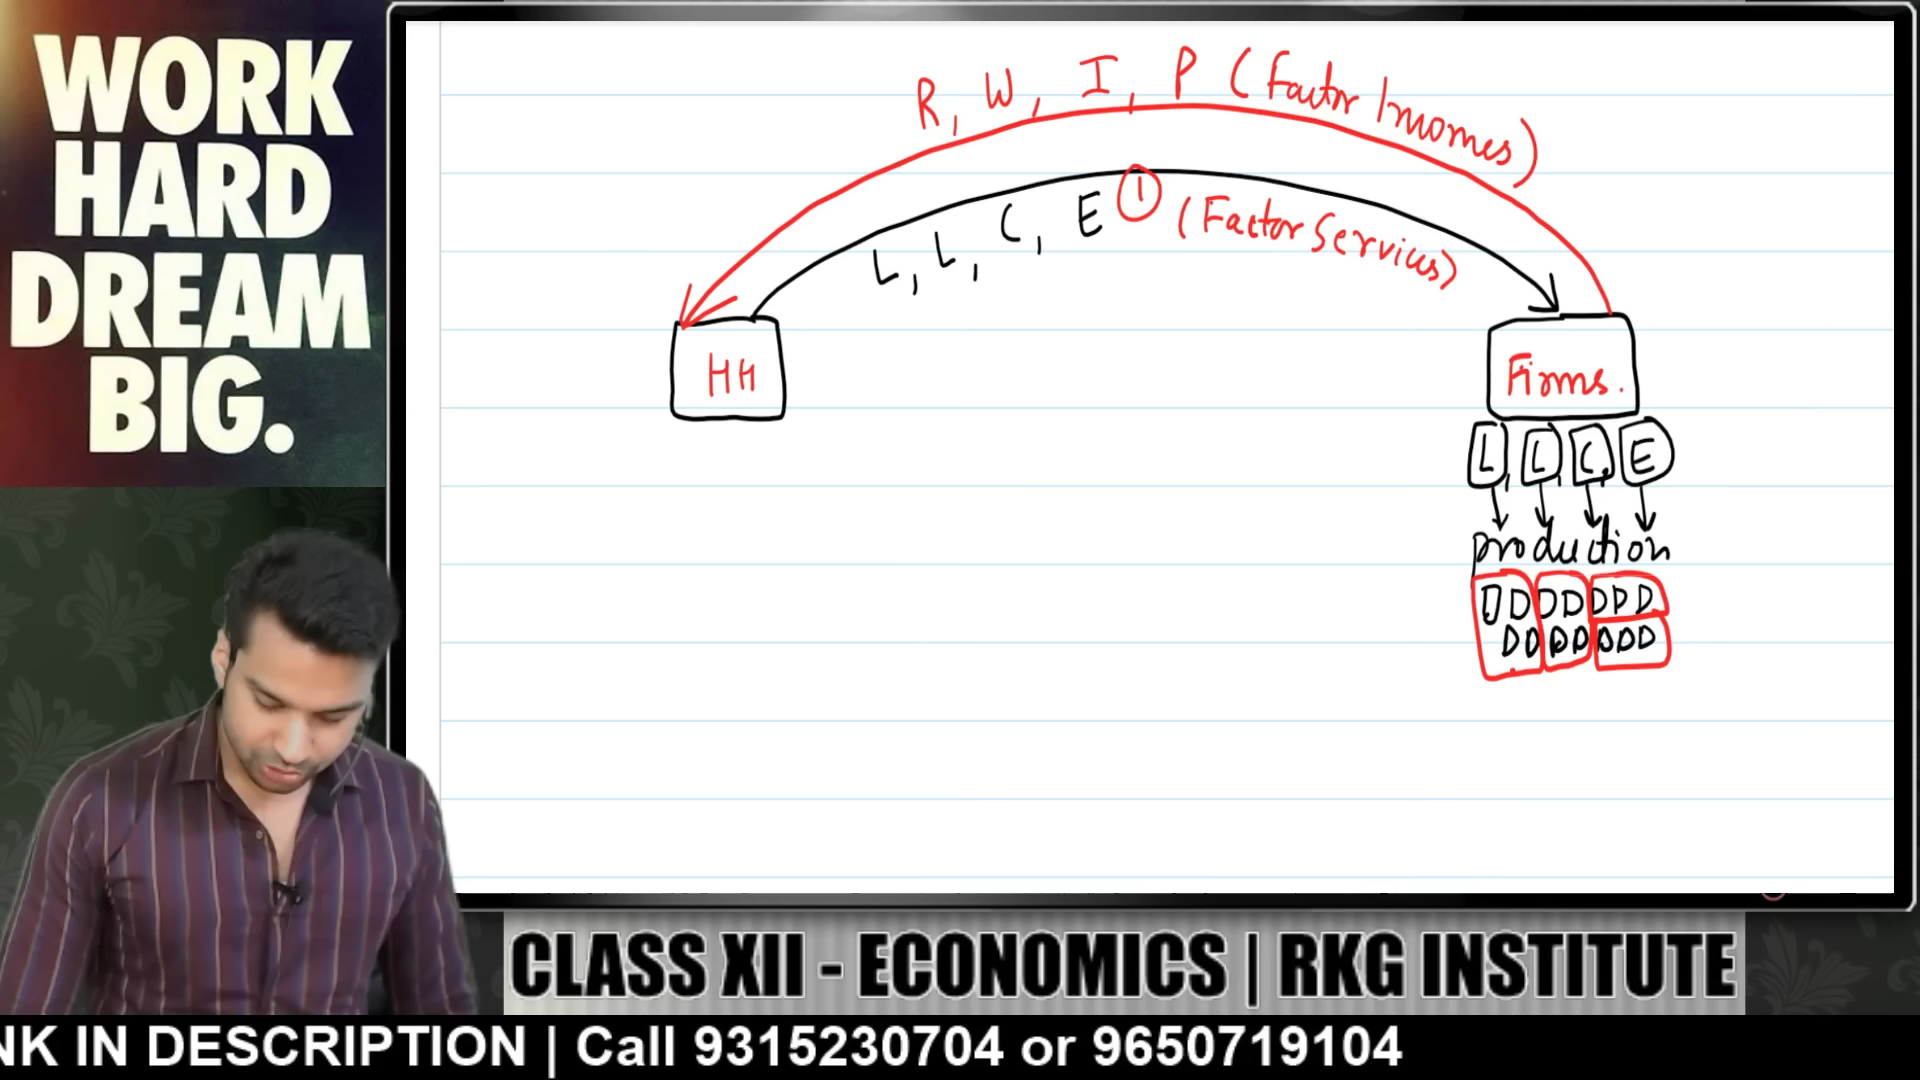 WORK
HARD
DREAM
BIG.
R, W, I, P (Factor Incomes)
L, L, C, E 1 (Factor Services)
HH
Firms.
L, L, C, E
production
D D D D D D D
D D D D D D D
CLASS XII - ECONOMICS | RKG INSTITUTE
NK IN DESCRIPTION | Call 9315230704 or 9650719104